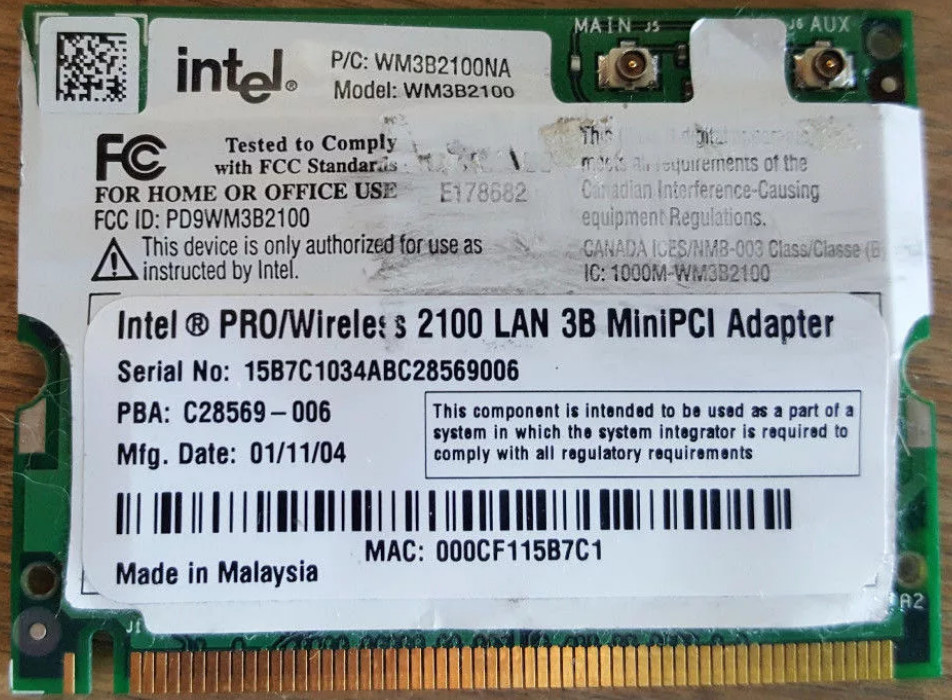 MAIN J5
J6 AUX
intel®
P/C: WM3B2100NA
Model: WM3B2100
FC
Tested to Comply
with FCC Standards
FOR HOME OR OFFICE USE
E178682
FCC ID: PD9WM3B2100
This device is only authorized for use as
instructed by Intel.
This digital
meets all requirements of the
Canadian Interference-Causing
equipment Regulations.
CANADA ICES/NMB-003 Class/Classe (B)
IC: 1000M-WM3B2100
Intel ® PRO/Wireless 2100 LAN 3B MiniPCI Adapter
Serial No: 15B7C1034ABC28569006
PBA: C28569-006
Mfg. Date: 01/11/04
This component is intended to be used as a part of a
system in which the system integrator is required to
comply with all regulatory requirements
MAC: 000CF115B7C1
Made in Malaysia
J1
A2